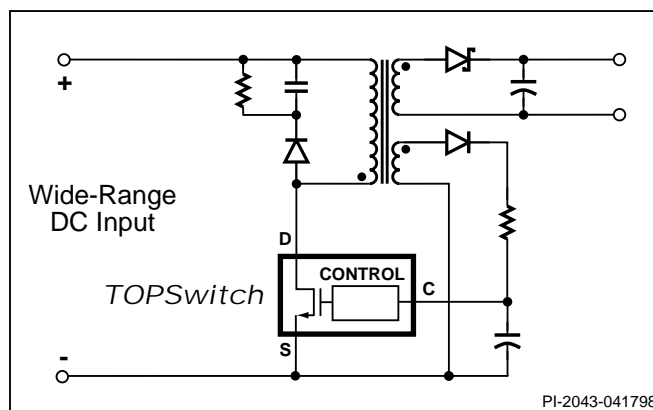 +
Wide-Range
DC Input
D
CONTROL
C
TOPSwitch
S
-
PI-2043-041798